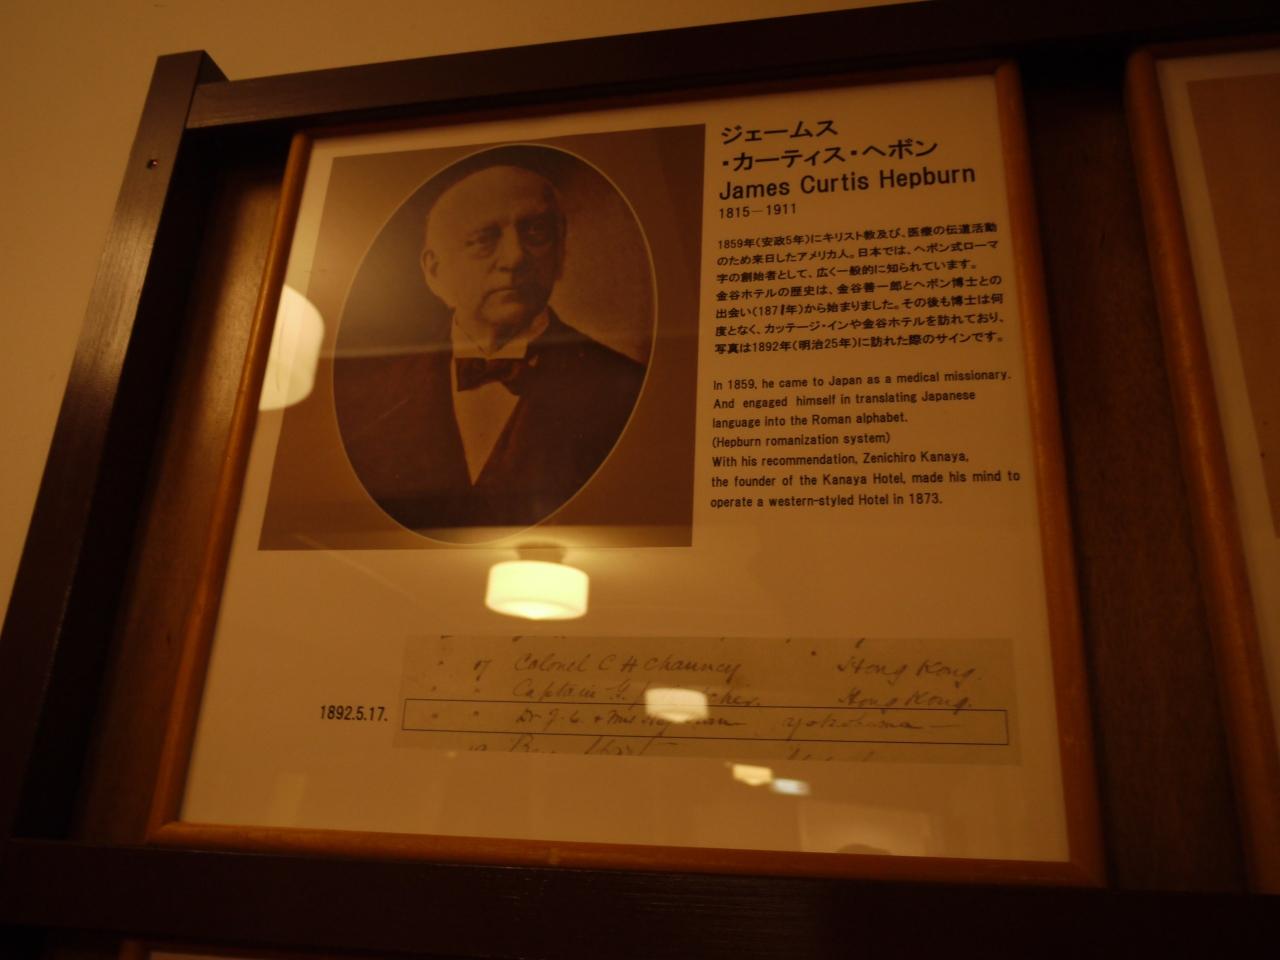 ジェームス
・カーティス・ヘボン
James Curtis Hepburn
1815－1911
1859年(安政5年)にキリスト教及び、医療の伝道活動
のため来日したアメリカ人。日本では、ヘボン式ローマ
字の創始者として、広く一般的に知られています。
金谷ホテルの歴史は、金谷善一郎とヘボン博士との
出会い(1871年)から始まりました。その後も博士は何
度となく、カッテージ・インや金谷ホテルを訪れており、
写真は1892年(明治25年)に訪れた際のサインです。
In 1859, he came to Japan as a medical missionary.
And engaged himself in translating Japanese
language into the Roman alphabet.
(Hepburn romanization system)
With his recommendation, Zenichiro Kanaya,
the founder of the Kanaya Hotel, made his mind to
operate a western-styled Hotel in 1873.
17 Colonel C H Chauncy Hong Kong.
Captain G. Hong Kong.
1892.5.17.
Dr J. C. & Mrs Hepburn Yokohama